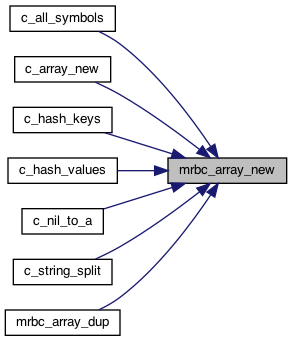 c_all_symbols
c_array_new
c_hash_keys
c_hash_values
mrbc_array_new
c_nil_to_a
c_string_split
mrbc_array_dup